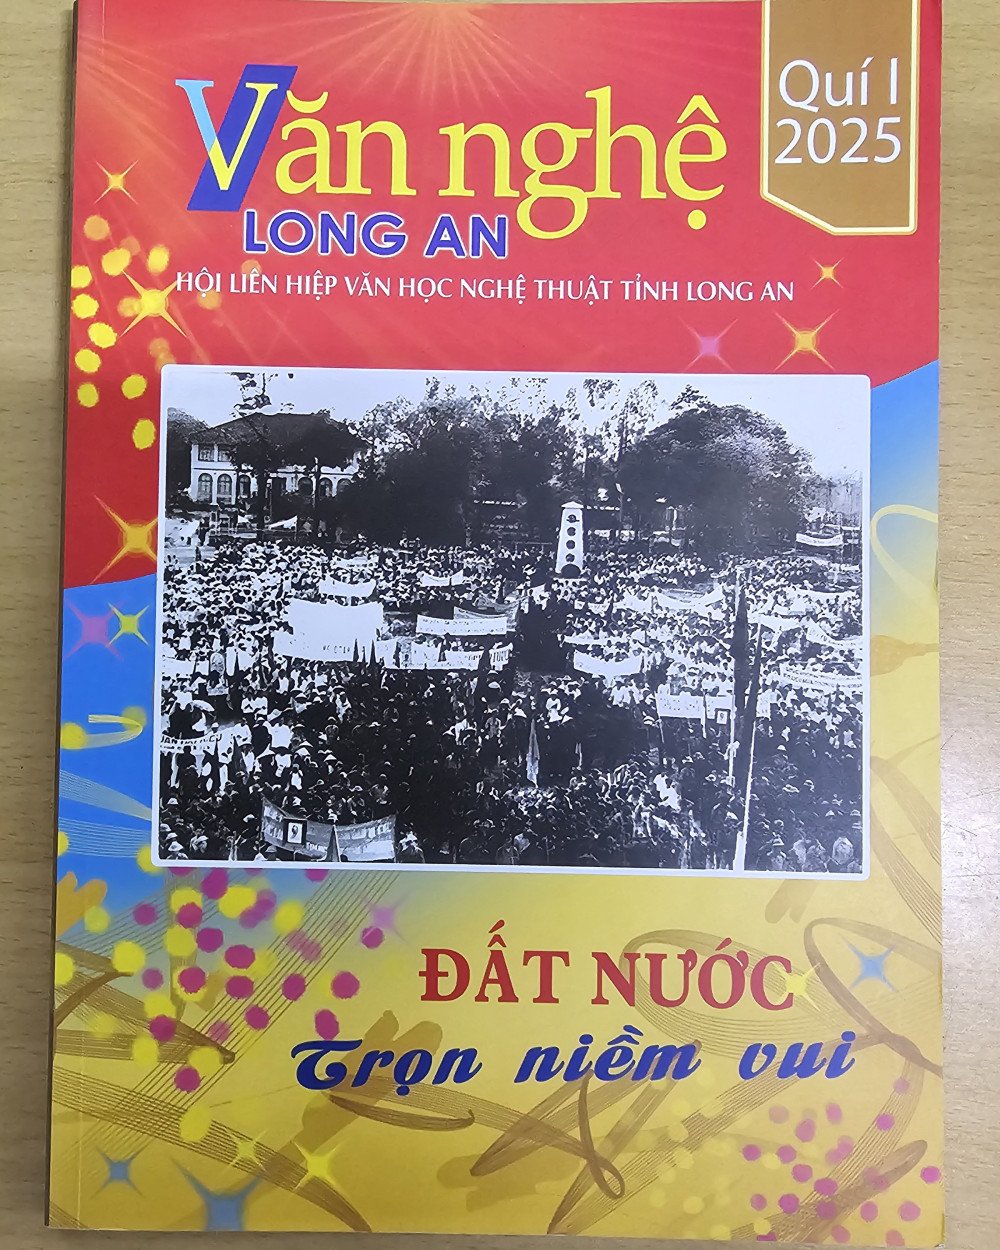 Quí I
2025
Văn nghệ
LONG AN
HỘI LIÊN HIỆP VĂN HỌC NGHỆ THUẬT TỈNH LONG AN
ĐẤT NƯỚC
Trọn niềm vui